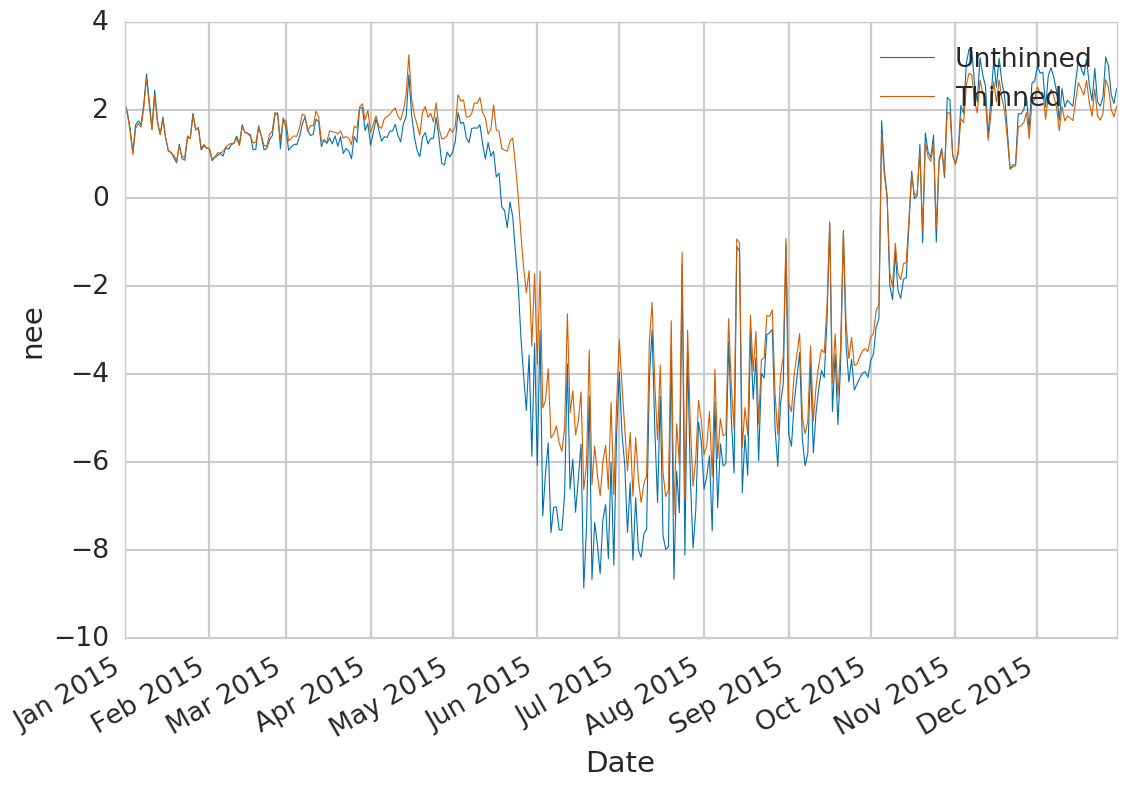 4
2
0
−2
−4
−6
−8
−10
nee
Unthinned
Thinned
Jan 2015
Feb 2015
Mar 2015
Apr 2015
May 2015
Jun 2015
Jul 2015
Aug 2015
Sep 2015
Oct 2015
Nov 2015
Dec 2015
Date